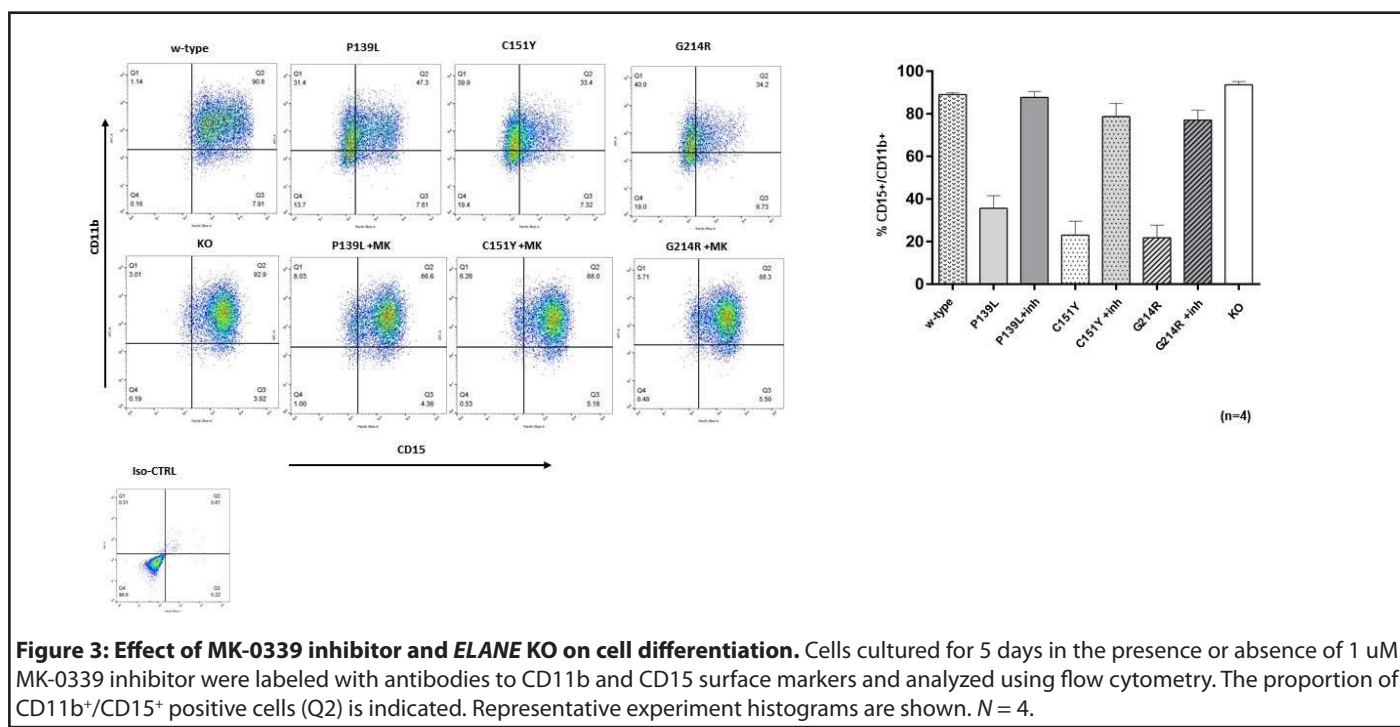 w-type P139L C151Y G214R
Q1 1.14 Q2 90.8 Q4 0.16 Q3 7.91
Q1 31.4 Q2 47.3 Q4 13.7 Q3 7.61
Q1 39.9 Q2 33.4 Q4 19.4 Q3 7.32
Q1 40.0 Q2 34.2 Q4 19.0 Q3 6.73
CD11b
KO P139L +MK C151Y +MK G214R +MK
Q1 3.01 Q2 92.9 Q4 0.19 Q3 3.92
Q1 8.03 Q2 86.6 Q4 1.00 Q3 4.36
Q1 6.26 Q2 88.0 Q4 0.53 Q3 5.18
Q1 5.71 Q2 88.3 Q4 0.48 Q3 5.50
CD15
Iso-CTRL
Q1 0.51 Q2 0.67 Q4 Q3 0.22
% CD15+/CD11b+
100
80
60
40
20
0
w-type P139L P139L+inh C151Y C151Y +inh G214R G214R +inh KO
(n=4)
Figure 3: Effect of MK-0339 inhibitor and ELANE KO on cell differentiation. Cells cultured for 5 days in the presence or absence of 1 uM
MK-0339 inhibitor were labeled with antibodies to CD11b and CD15 surface markers and analyzed using flow cytometry. The proportion of
CD11b⁺/CD15⁺ positive cells (Q2) is indicated. Representative experiment histograms are shown. N = 4.